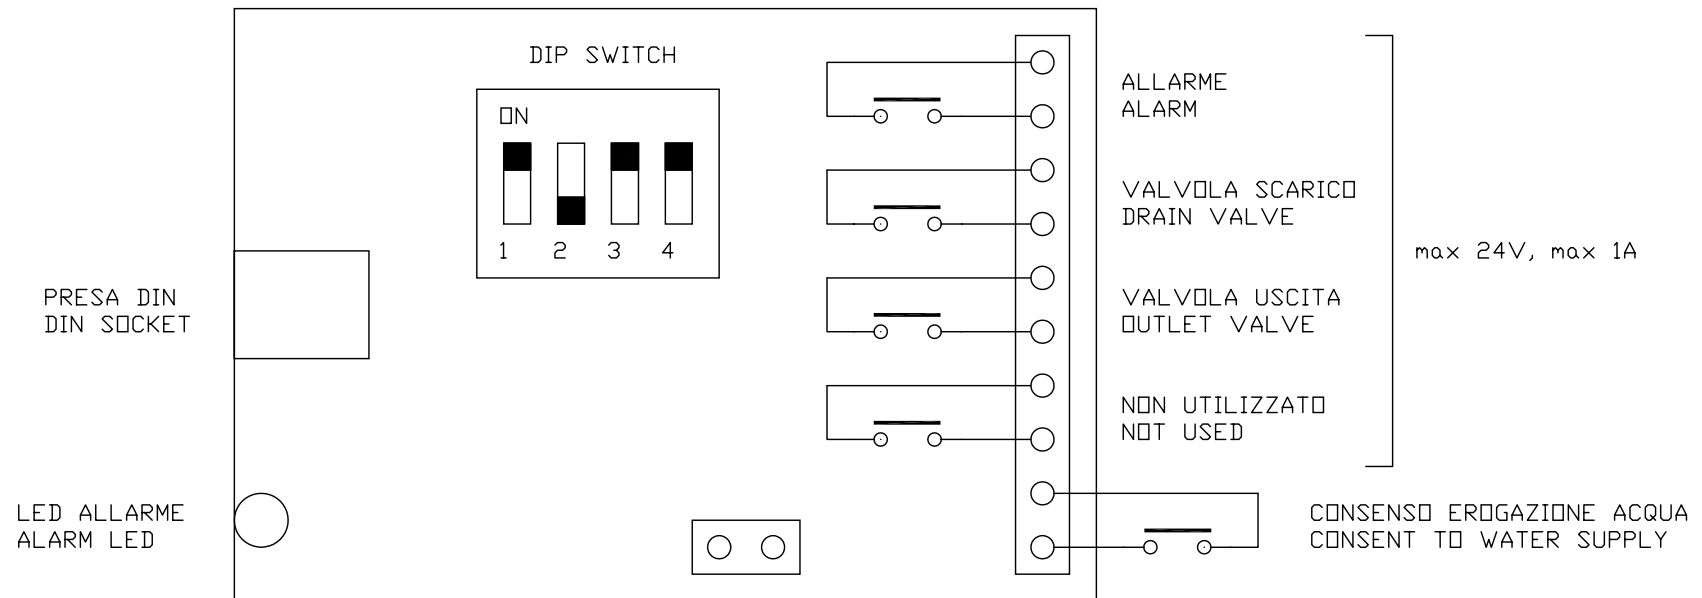 DIP SWITCH
ON
1 2 3 4
PRESA DIN
DIN SOCKET
LED ALLARME
ALARM LED
ALLARME
ALARM
VALVOLA SCARICO
DRAIN VALVE
VALVOLA USCITA
OUTLET VALVE
NON UTILIZZATO
NOT USED
max 24V, max 1A
CONSENSO EROGAZIONE ACQUA
CONSENT TO WATER SUPPLY